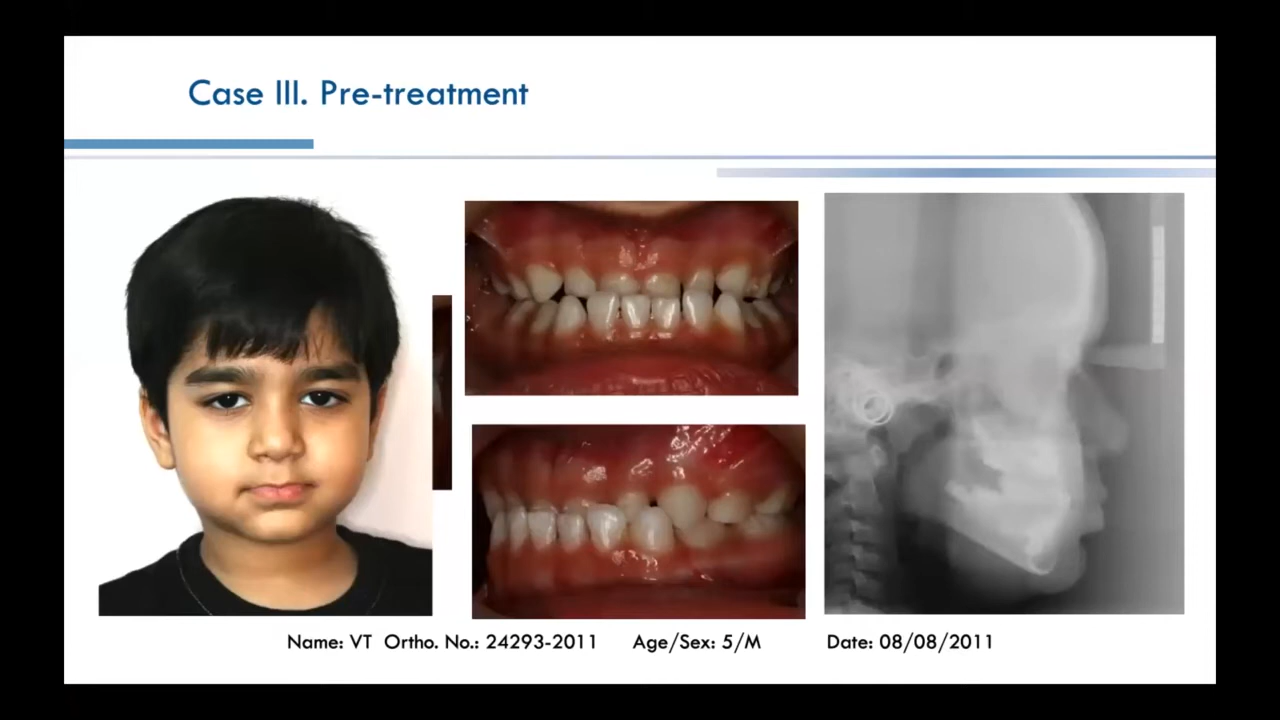 Case III. Pre-treatment
Name: VT Ortho. No.: 24293-2011 Age/Sex: 5/M Date: 08/08/2011